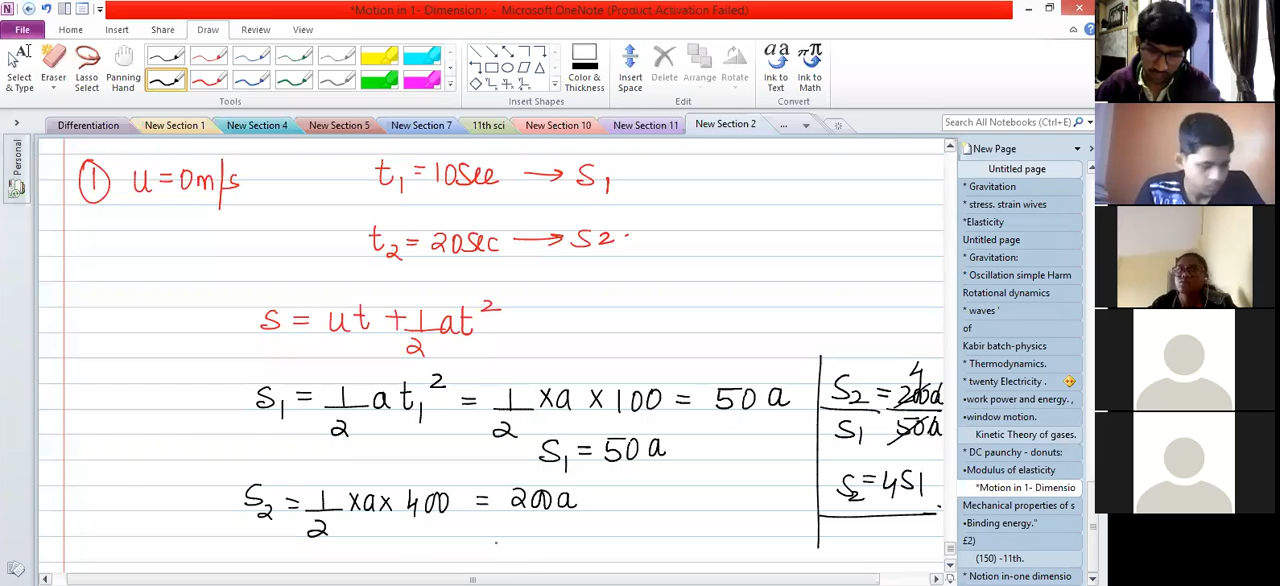 *Motion in 1- Dimension : - Microsoft OneNote (Product Activation Failed)
File Home Insert Share Draw Review View
Select & Type
Eraser
Lasso Select
Panning Hand
Color & Thickness
Insert Space
Delete
Arrange
Rotate
Ink to Text
Ink to Math
Tools
Insert Shapes
Edit
Convert
Differentiation New Section 1 New Section 4 New Section 5 New Section 7 11th sci New Section 10 New Section 11 New Section 2 ...
Search All Notebooks (Ctrl+E)
Personal
① u = 0m/s t₁ = 10Sec → S₁
t₂ = 20Sec → S2.
S = ut + 1/2 at²
S₁ = 1/2 a t₁² = 1/2 × a × 100 = 50 a
S₁ = 50 a
S₂ = 1/2 × a × 400 = 200a
S₂/S₁ = 200a/50a 4
S₂ = 4S1
New Page
Untitled page
* Gravitation
* stress. strain wives
*Elasticity
Untitled page
* Gravitation:
* Oscillation simple Harm
Rotational dynamics
* waves '
of
Kabir batch-physics
* Thermodynamics.
* twenty Electricity .
•work power and energy. ,
•window motion.
Kinetic Theory of gases.
* DC paunchy - donuts:
•Modulus of elasticity
*Motion in 1- Dimensio
Mechanical properties of s
•Binding energy."
£2)
(150) -11th.
* Notion in-one dimensio